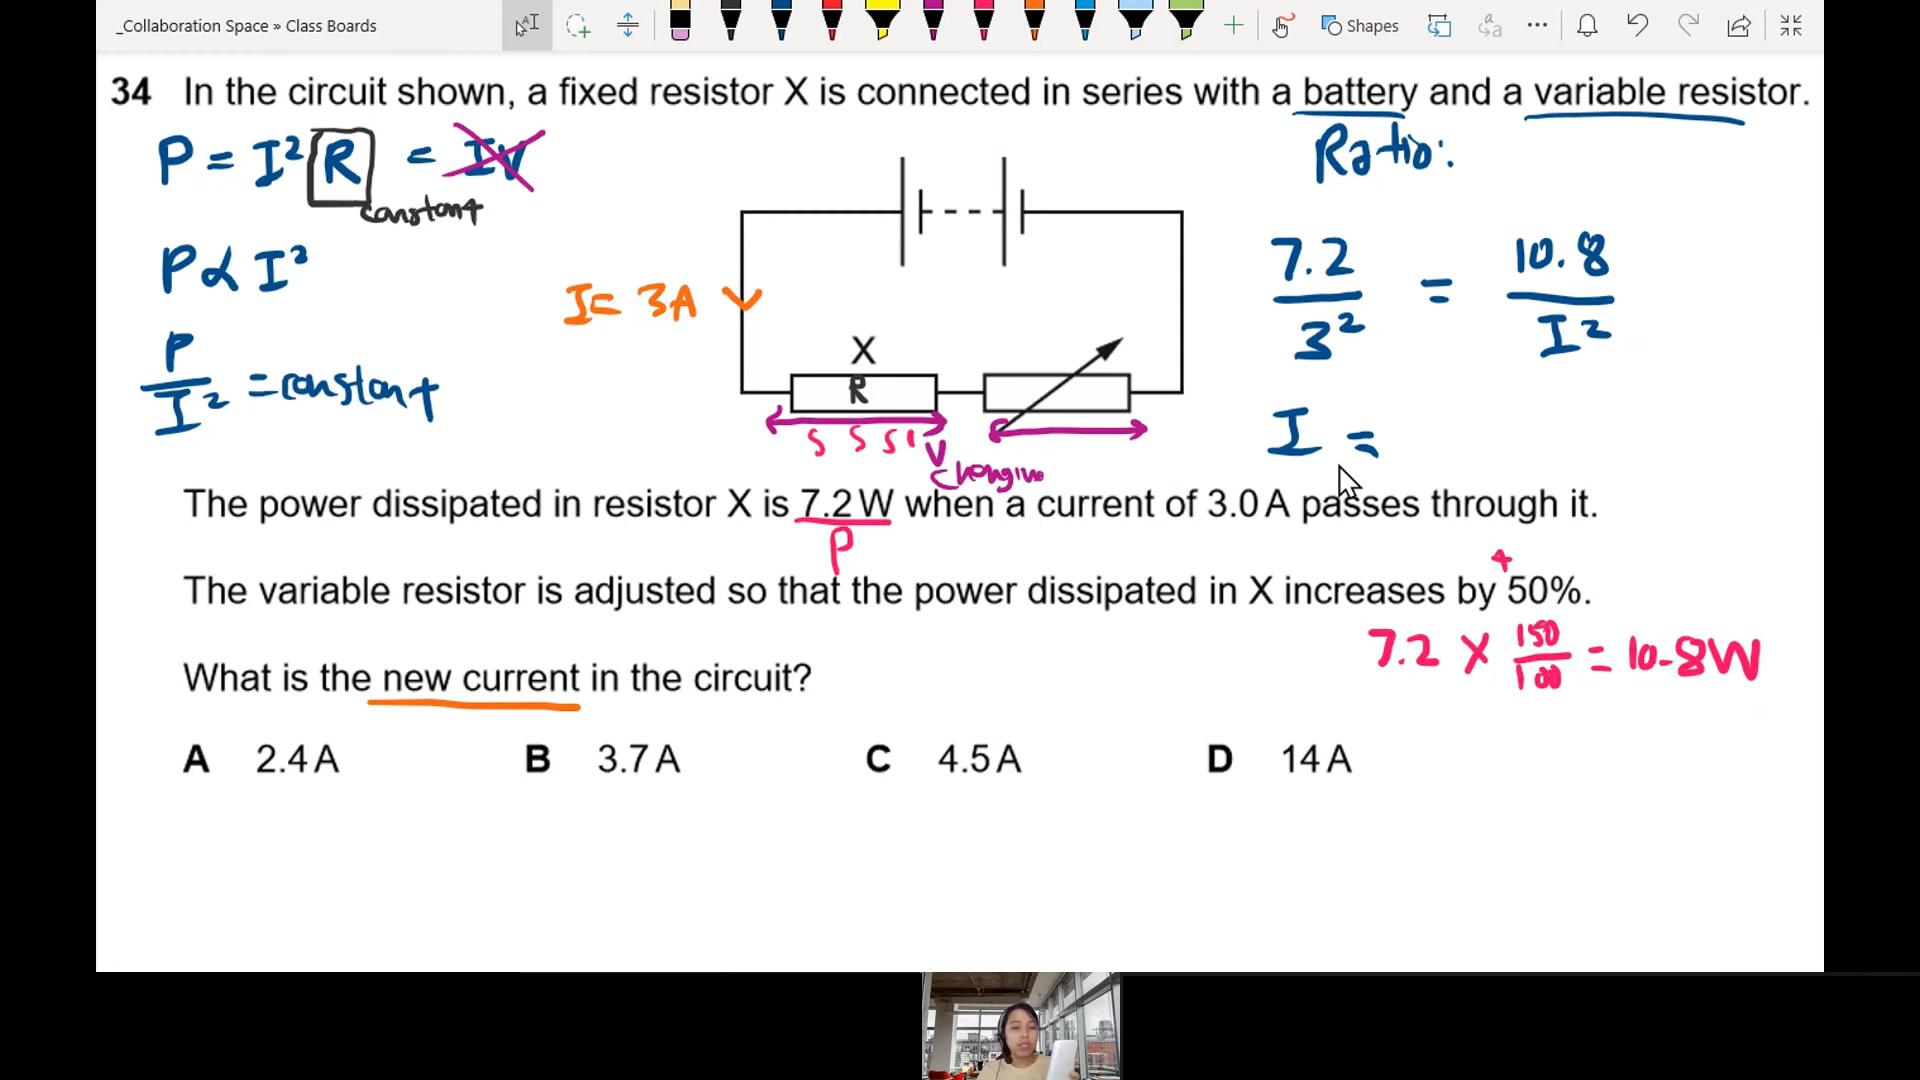 _Collaboration Space » Class Boards
Shapes
34 In the circuit shown, a fixed resistor X is connected in series with a battery and a variable resistor.
P = I² R = IV
constant
Ratio:
P ∝ I²
7.2 / 3² = 10.8 / I²
I = 3A
P / I² = constant
X
R
I =
V
changing
The power dissipated in resistor X is 7.2 W when a current of 3.0 A passes through it.
P
+
The variable resistor is adjusted so that the power dissipated in X increases by 50%.
7.2 X 150 / 100 = 10.8W
What is the new current in the circuit?
A 2.4 A B 3.7 A C 4.5 A D 14 A